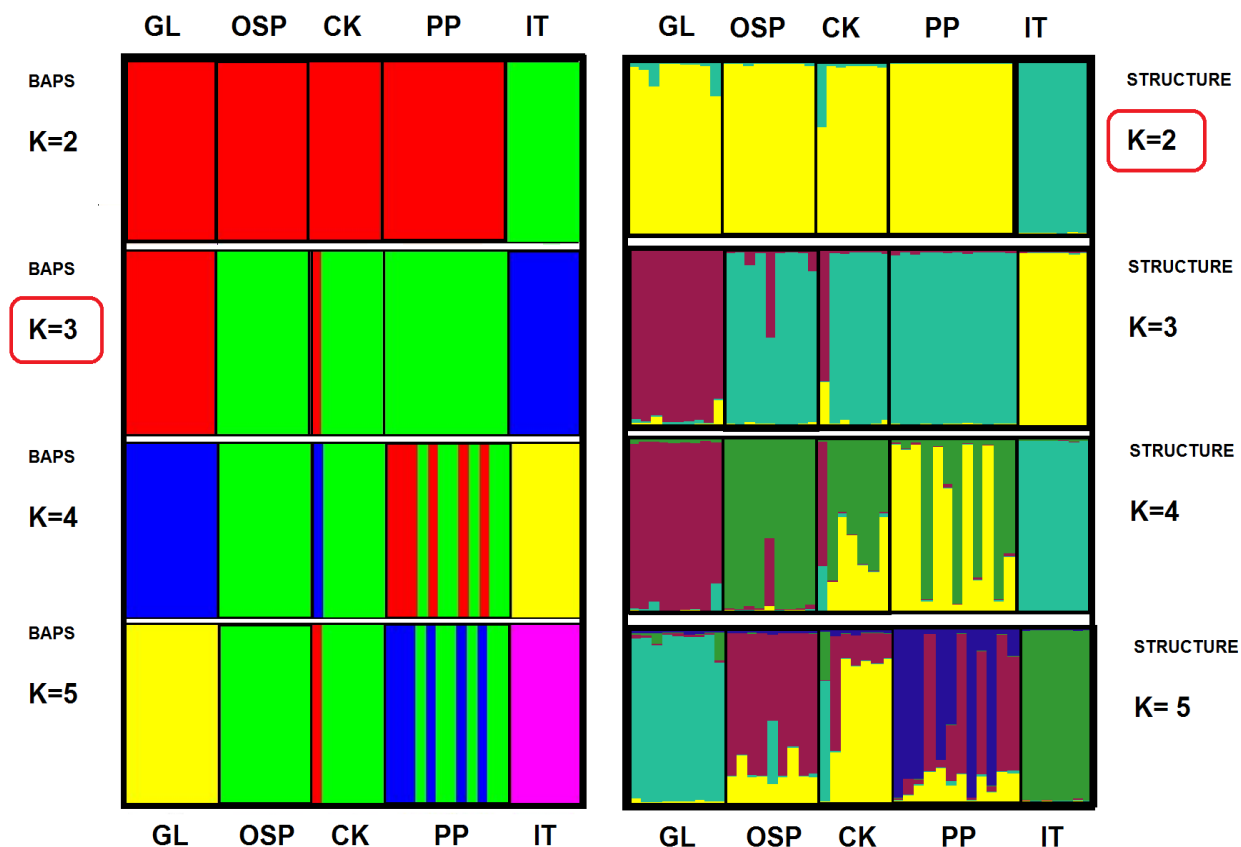 GL OSP CK PP IT GL OSP CK PP IT
BAPS
K=2
STRUCTURE
K=2
BAPS
K=3
STRUCTURE
K=3
BAPS
K=4
STRUCTURE
K=4
BAPS
K=5
STRUCTURE
K= 5
GL OSP CK PP IT GL OSP CK PP IT